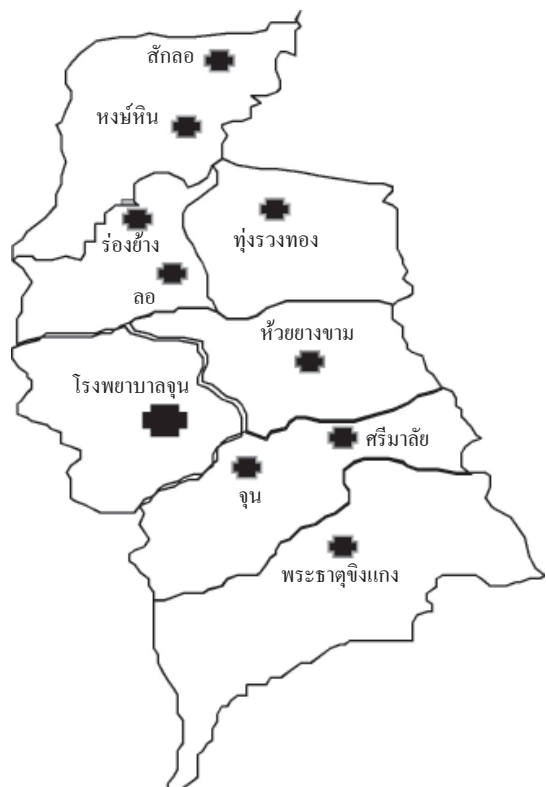 สักลอ
หงษ์หิน
ทุ่งรวงทอง
ร่องย้าง
ลอ
ห้วยยางขาม
โรงพยาบาลจุน
ศรีมาลัย
จุน
พระธาตุขิงแกง